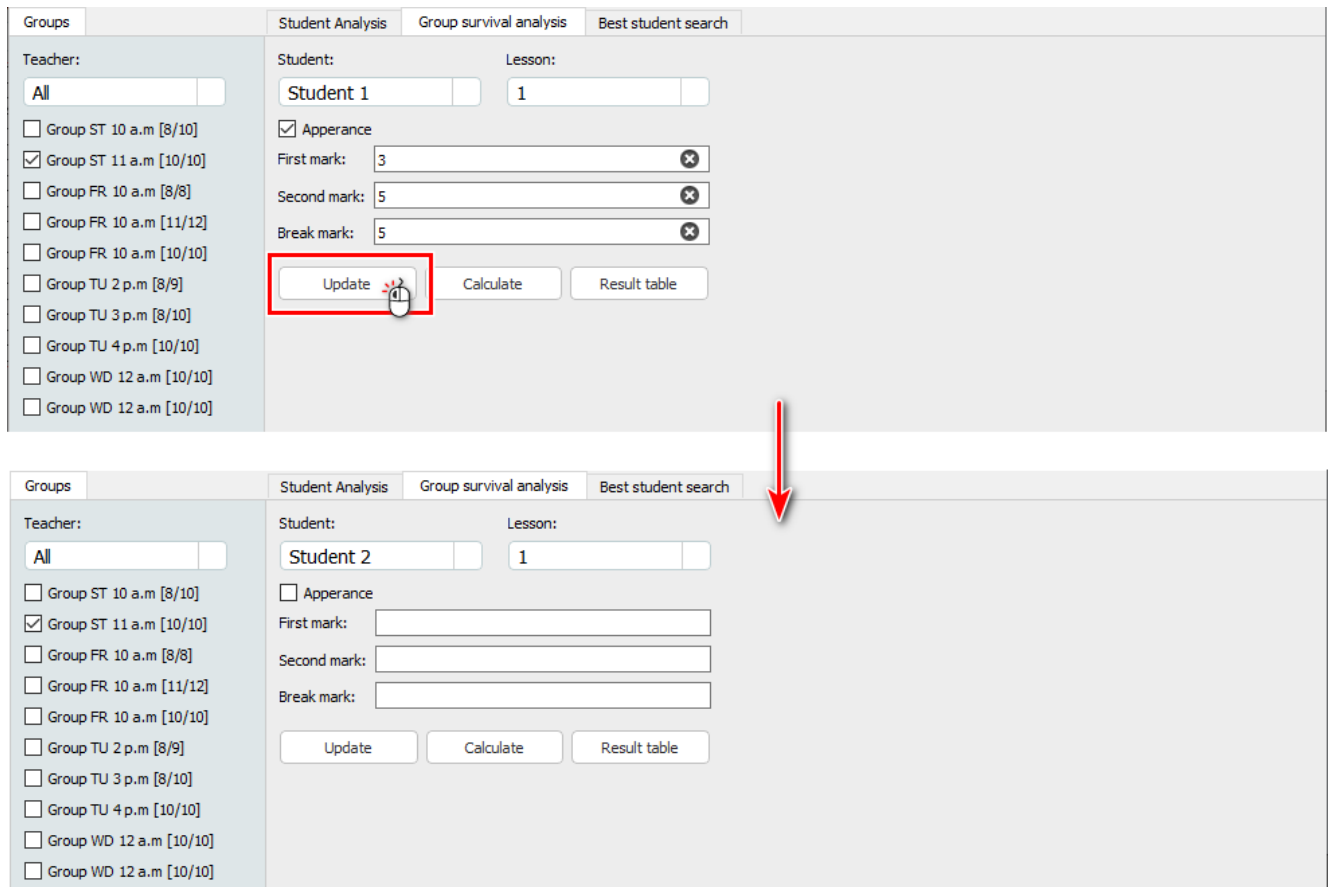 Groups
Student Analysis Group survival analysis Best student search
Teacher:
All
Group ST 10 a.m [8/10]
Group ST 11 a.m [10/10]
Group FR 10 a.m [8/8]
Group FR 10 a.m [11/12]
Group FR 10 a.m [10/10]
Group TU 2 p.m [8/9]
Group TU 3 p.m [8/10]
Group TU 4 p.m [10/10]
Group WD 12 a.m [10/10]
Group WD 12 a.m [10/10]
Student: Lesson:
Student 1 1
Apperance
First mark: 3
Second mark: 5
Break mark: 5
Update Calculate Result table
Groups
Student Analysis Group survival analysis Best student search
Teacher:
All
Group ST 10 a.m [8/10]
Group ST 11 a.m [10/10]
Group FR 10 a.m [8/8]
Group FR 10 a.m [11/12]
Group FR 10 a.m [10/10]
Group TU 2 p.m [8/9]
Group TU 3 p.m [8/10]
Group TU 4 p.m [10/10]
Group WD 12 a.m [10/10]
Group WD 12 a.m [10/10]
Student: Lesson:
Student 2 1
Apperance
First mark:
Second mark:
Break mark:
Update Calculate Result table